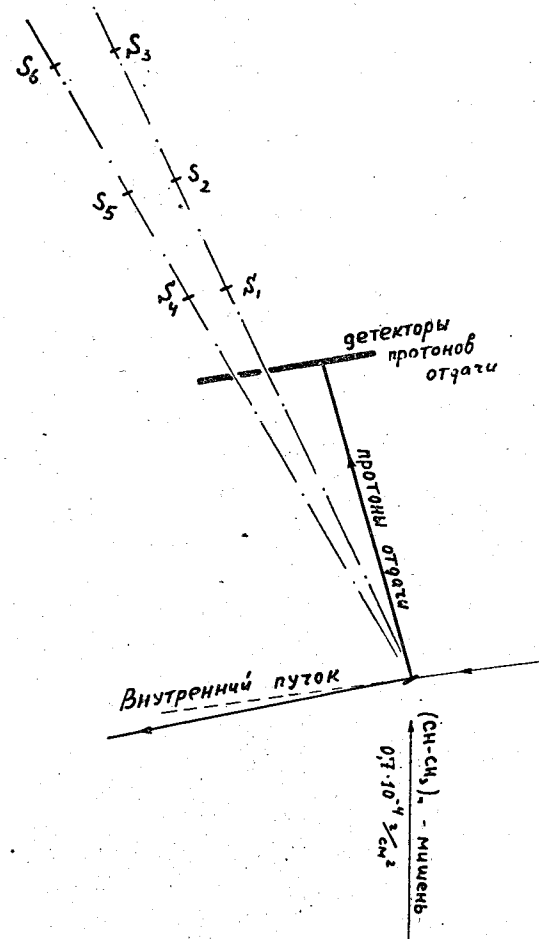 S₃
S₆
S₂
S₅
S₁
S₄
детекторы
протонов
отдачи
протоны отдачи
Внутренний пучок
(CH-CH₃)ₙ - мишень
0,7·10⁻⁴ г/см²